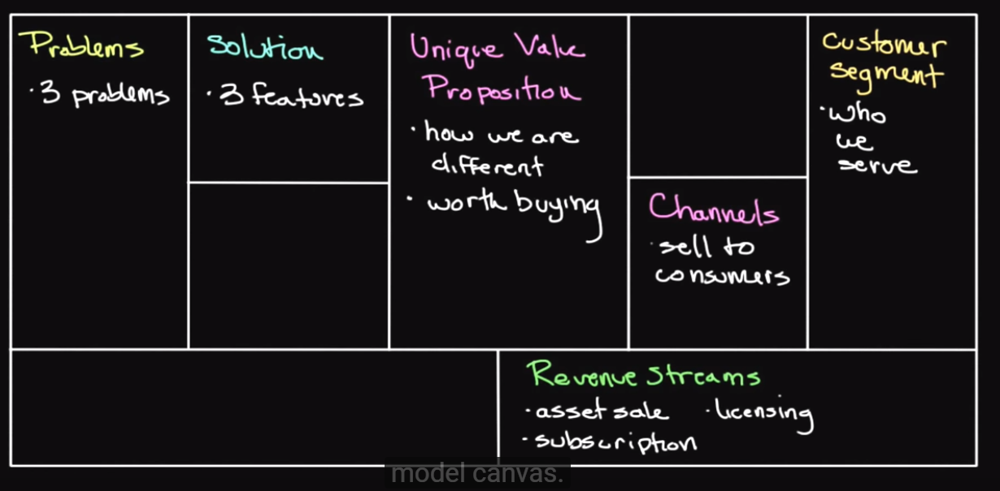 Problems
· 3 problems
Solution
· 3 features
Unique Value
Proposition
· how we are
different
· worth buying
Channels
· sell to
consumers
Customer
Segment
· who
we
serve
Revenue Streams
· asset sale · licensing
· subscription
model canvas.